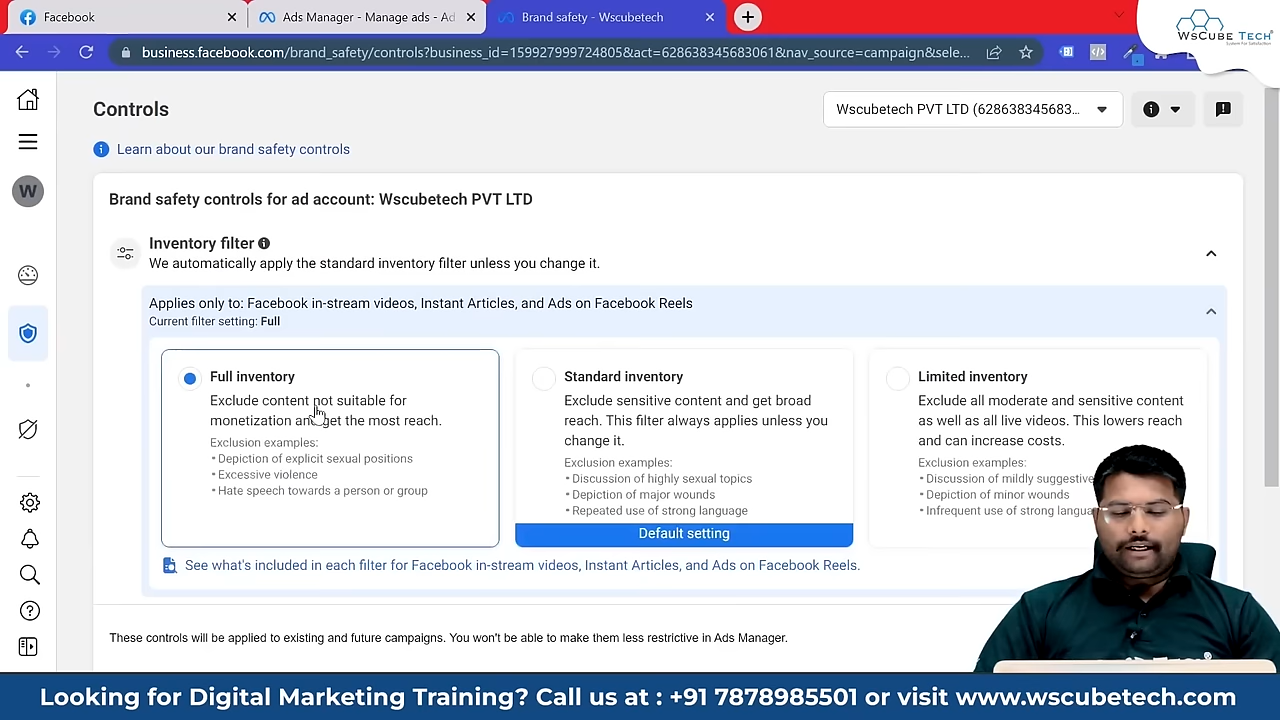 Facebook
Ads Manager - Manage ads - Ad
Brand safety - Wscubetech
WsCube Tech
business.facebook.com/brand_safety/controls?business_id=1599279997724805&act=628638345683061&nav_source=campaign&sele...
Controls
Wscubetech PVT LTD (628638345683...
Learn about our brand safety controls
W
Brand safety controls for ad account: Wscubetech PVT LTD
Inventory filter
We automatically apply the standard inventory filter unless you change it.
Applies only to: Facebook in-stream videos, Instant Articles, and Ads on Facebook Reels
Current filter setting: Full
Full inventory
Exclude content not suitable for
monetization and get the most reach.
Exclusion examples:
• Depiction of explicit sexual positions
• Excessive violence
• Hate speech towards a person or group
Standard inventory
Exclude sensitive content and get broad
reach. This filter always applies unless you
change it.
Exclusion examples:
• Discussion of highly sexual topics
• Depiction of major wounds
• Repeated use of strong language
Default setting
Limited inventory
Exclude all moderate and sensitive content
as well as all live videos. This lowers reach
and can increase costs.
Exclusion examples:
• Discussion of mildly suggestive
• Depiction of minor wounds
• Infrequent use of strong langua
See what's included in each filter for Facebook in-stream videos, Instant Articles, and Ads on Facebook Reels.
These controls will be applied to existing and future campaigns. You won't be able to make them less restrictive in Ads Manager.
Looking for Digital Marketing Training? Call us at : +91 7878985501 or visit www.wscubetech.com